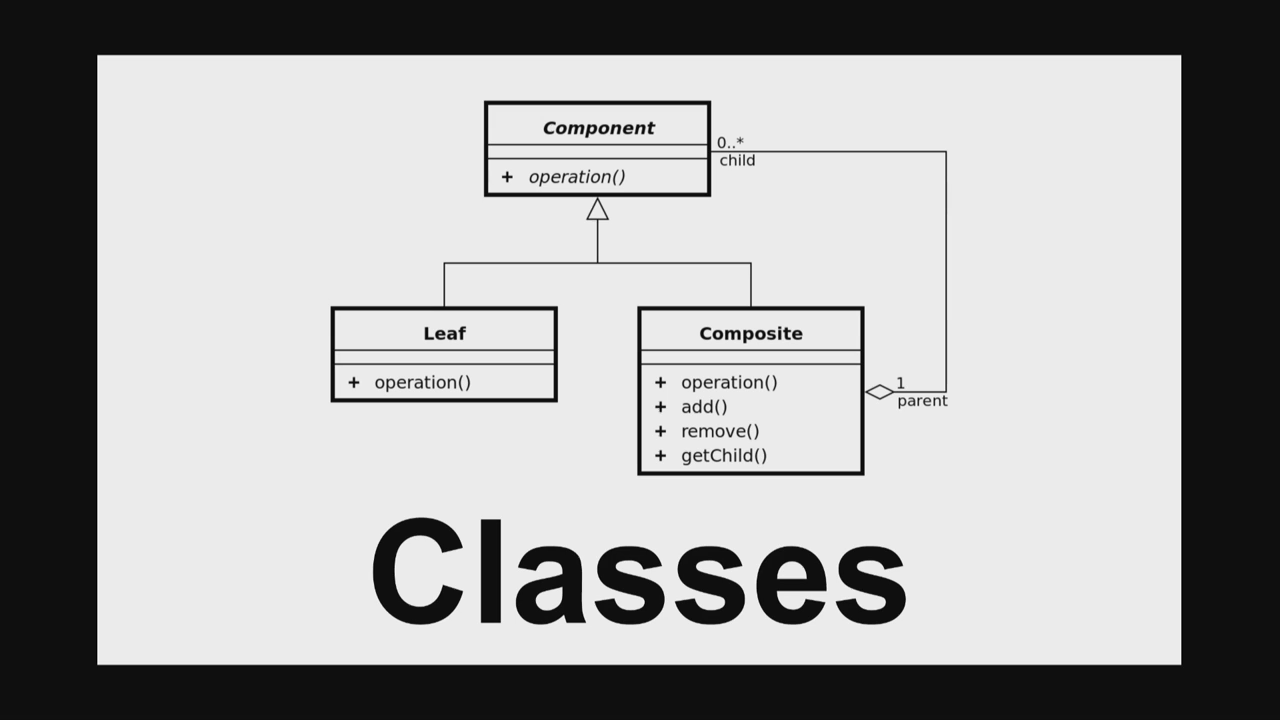 Component
+ operation()
0..*
child
Leaf
+ operation()
Composite
+ operation()
+ add()
+ remove()
+ getChild()
1
parent
Classes